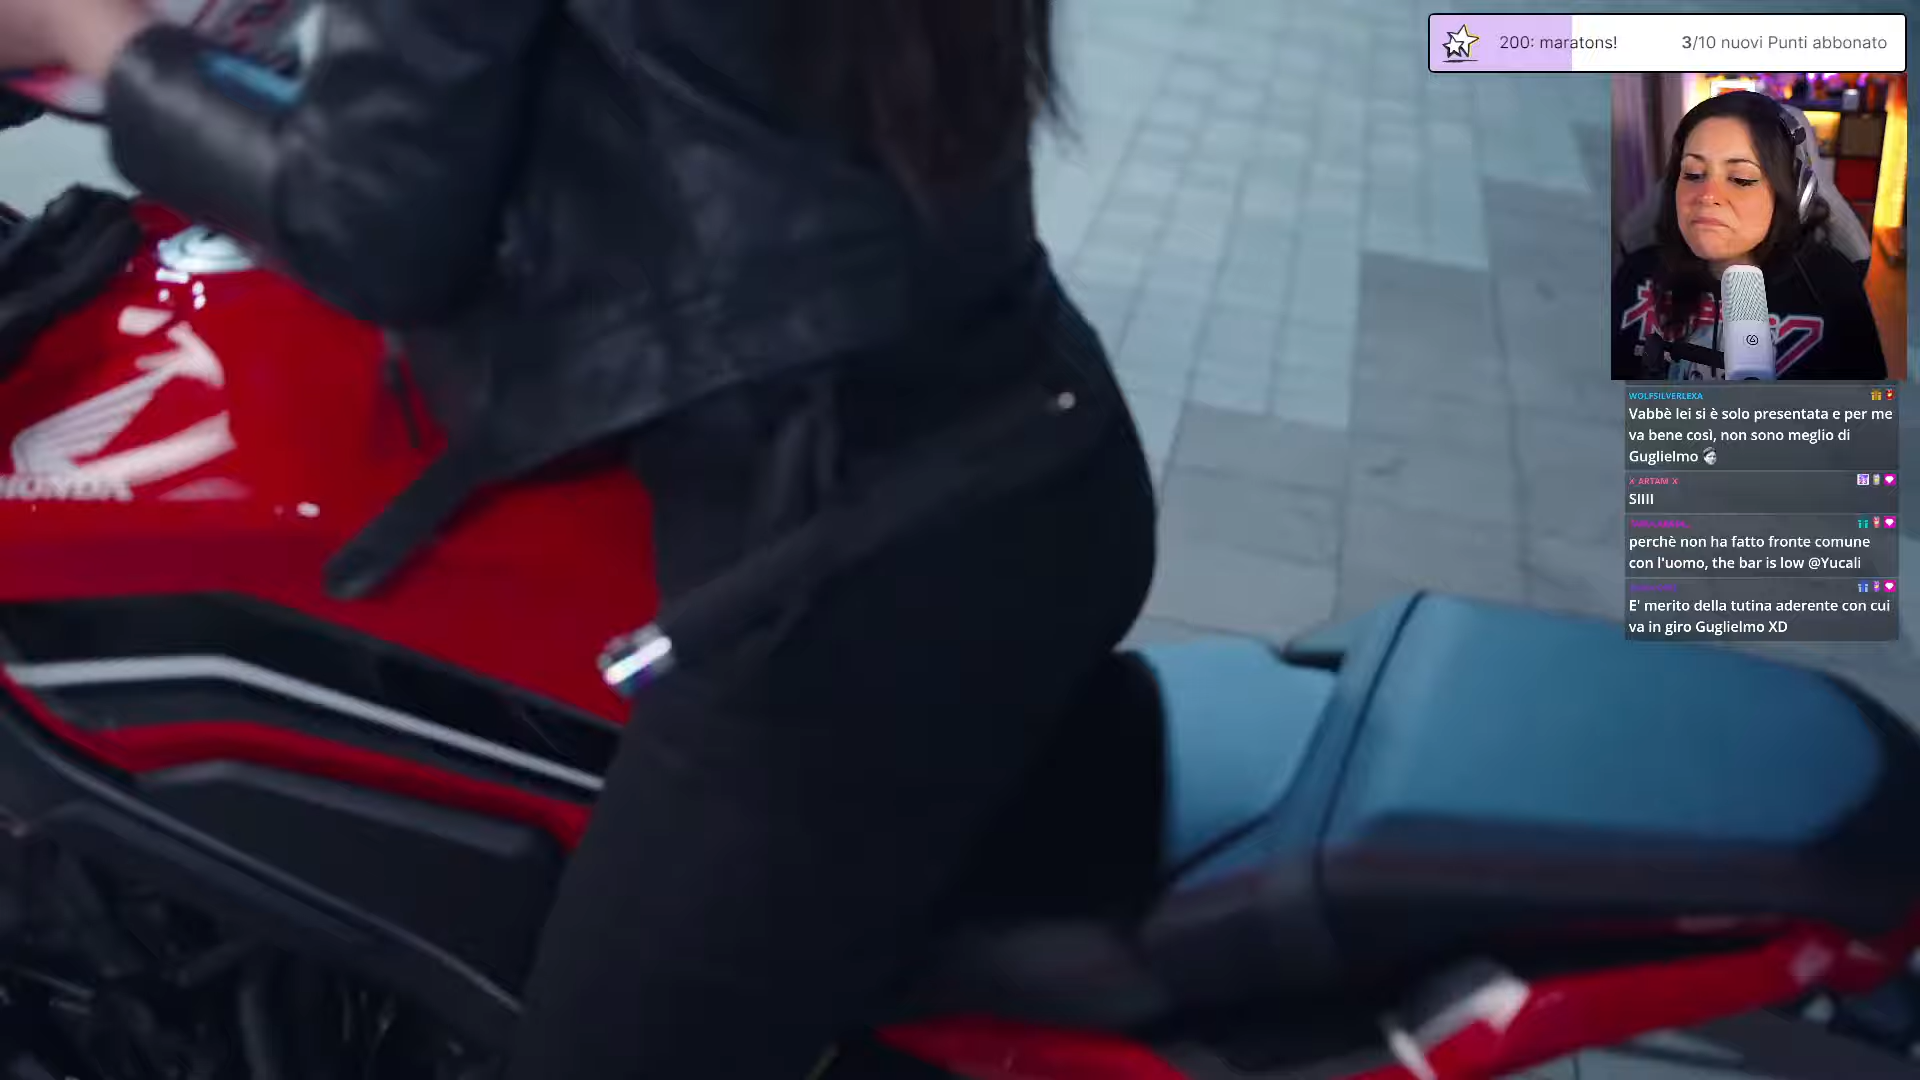 200: maratons!
3/10 nuovi Punti abbonato
HONDA
WOLFSILVERLEXA
Vabbè lei si è solo presentata e per me
va bene così, non sono meglio di
Guglielmo
X ARTAM X
SIIII
perchè non ha fatto fronte comune
con l'uomo, the bar is low @Yucali
E' merito della tutina aderente con cui
va in giro Guglielmo XD